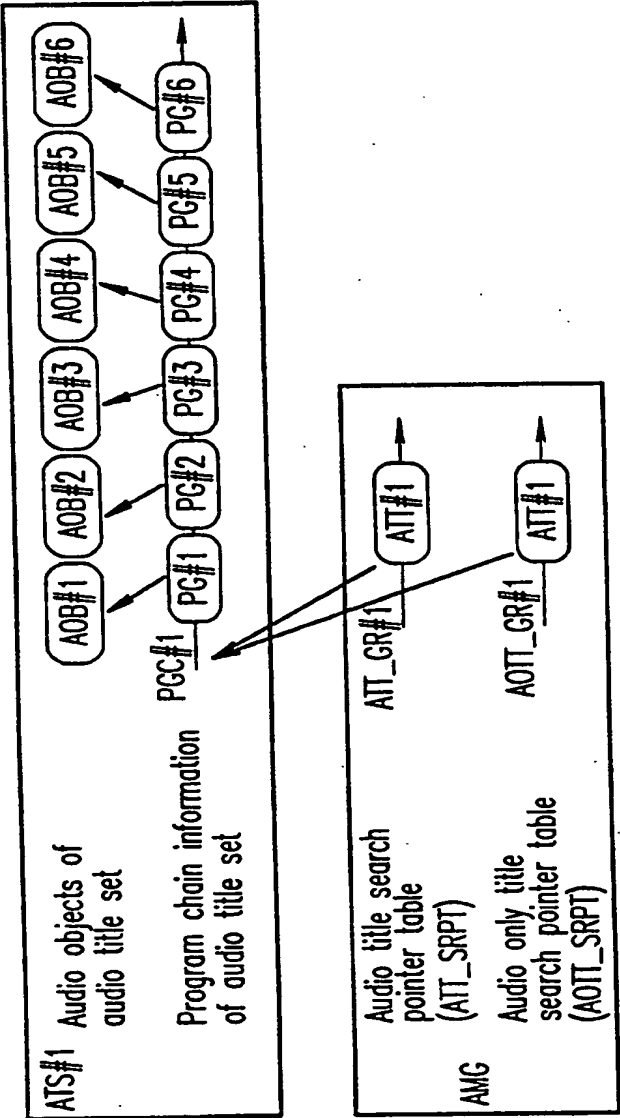 ATS#1
Audio objects of
audio title set
AOB#1 AOB#2 AOB#3 AOB#4 AOB#5 AOB#6
Program chain information
of audio title set
PGC#1
PG#1 PG#2 PG#3 PG#4 PG#5 PG#6
AMG
Audio title search
pointer table
(ATT_SRPT)
ATT_GR#1
ATT#1
Audio only title
search pointer table
(AOTT_SRPT)
AOTT_GR#1
ATT#1